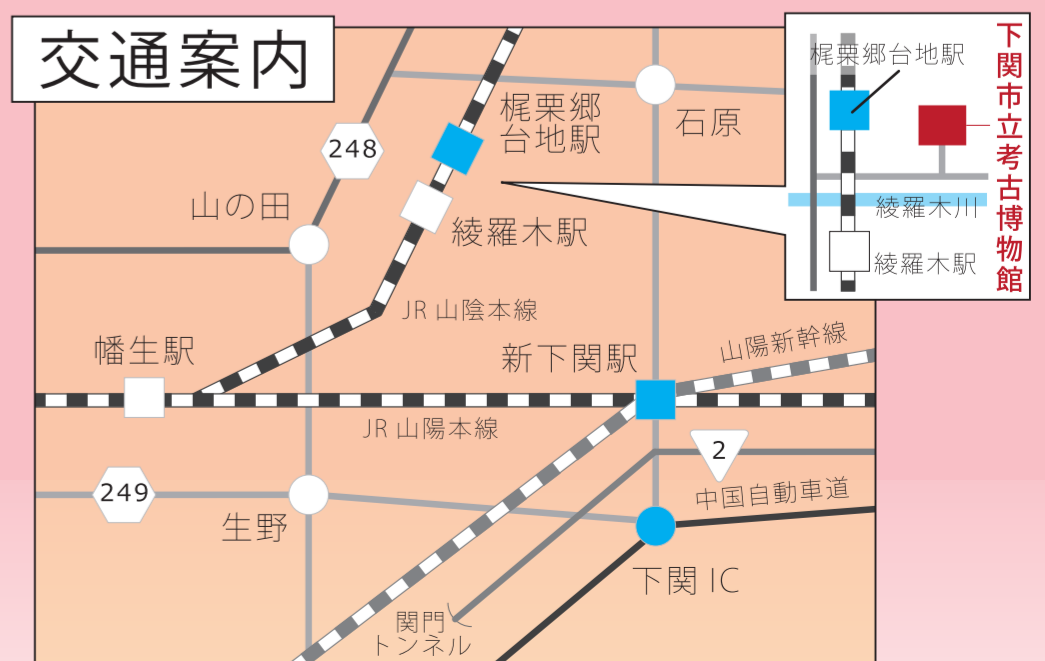 交通案内
248
梶栗郷
台地駅
石原
山の田
綾羅木駅
JR 山陰本線
幡生駅
新下関駅
山陽新幹線
JR 山陽本線
2
249
中国自動車道
生野
下関 IC
関門
トンネル
梶栗郷台地駅
下関市立考古博物館
綾羅木川
綾羅木駅